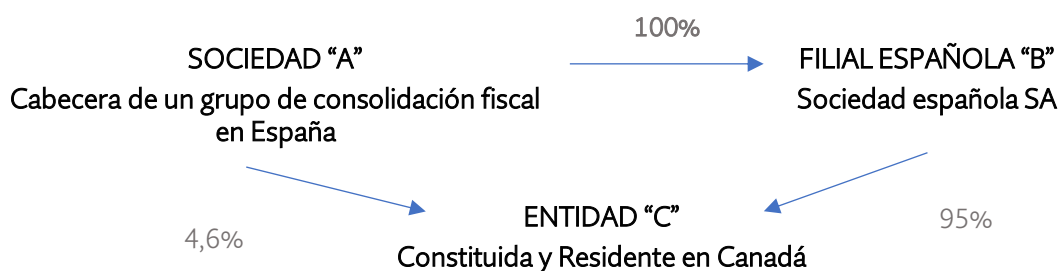 100%
SOCIEDAD “A”
Cabecera de un grupo de consolidación fiscal
en España
FILIAL ESPAÑOLA “B”
Sociedad española SA
4,6%
ENTIDAD “C”
Constituida y Residente en Canadá
95%